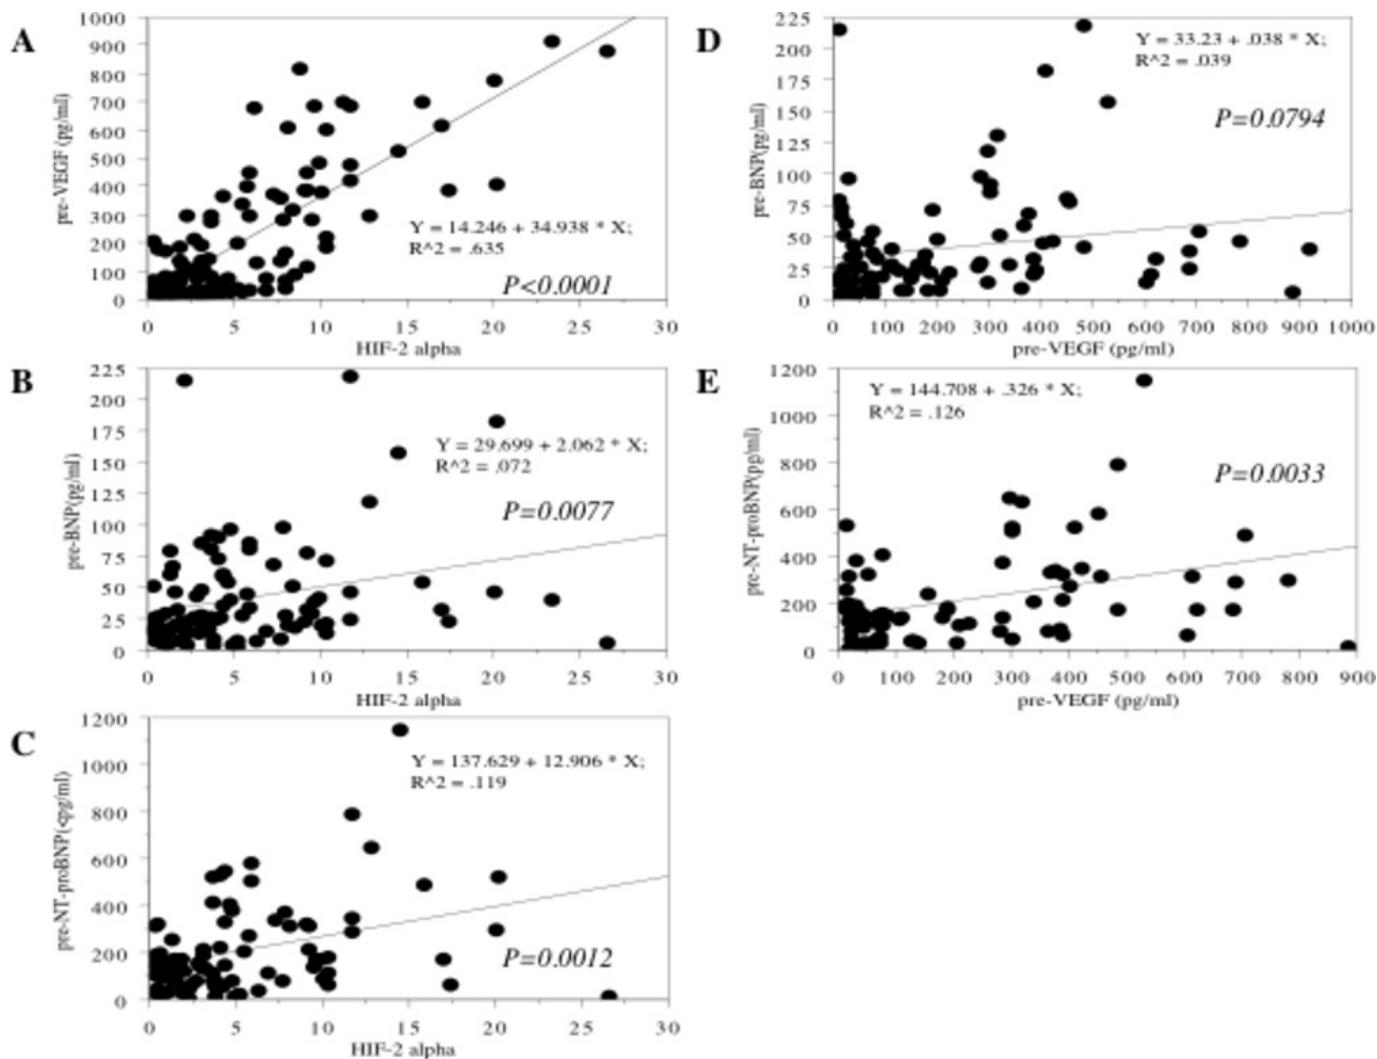 A
pre-VEGF (pg/ml)
1000
900
800
700
600
500
400
300
200
100
0
Y = 14.246 + 34.938 * X;
R^2 = .635
P<0.0001
0 5 10 15 20 25 30
HIF-2 alpha
B
pre-BNP(pg/ml)
225
200
175
150
125
100
75
50
25
0
Y = 29.699 + 2.062 * X;
R^2 = .072
P=0.0077
0 5 10 15 20 25 30
HIF-2 alpha
C
pre-NT-proBNP(<pg/ml)
1200
1000
800
600
400
200
0
Y = 137.629 + 12.906 * X;
R^2 = .119
P=0.0012
0 5 10 15 20 25 30
HIF-2 alpha
D
pre-BNP(pg/ml)
225
200
175
150
125
100
75
50
25
0
Y = 33.23 + .038 * X;
R^2 = .039
P=0.0794
0 100 200 300 400 500 600 700 800 900 1000
pre-VEGF (pg/ml)
E
pre-NT-proBNP(pg/ml)
1200
1000
800
600
400
200
0
Y = 144.708 + .326 * X;
R^2 = .126
P=0.0033
0 100 200 300 400 500 600 700 800 900
pre-VEGF (pg/ml)